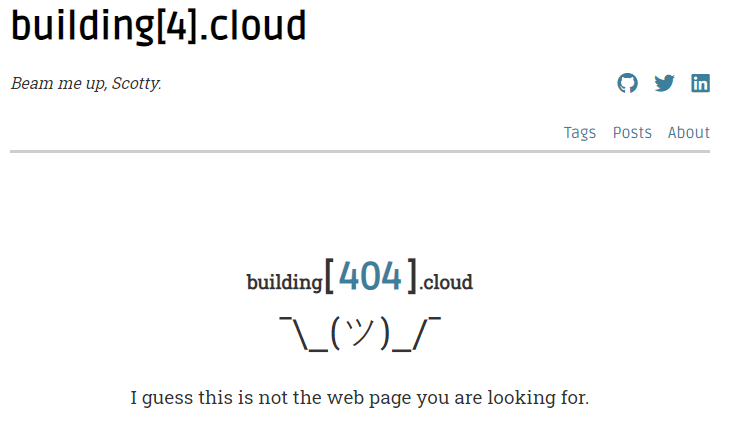 building[4].cloud
Beam me up, Scotty.
Tags Posts About
building[404].cloud
¯\_(ツ)_/¯
I guess this is not the web page you are looking for.